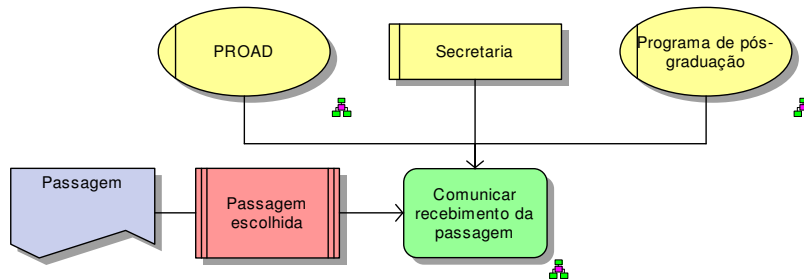 PROAD
Secretaria
Programa de pós-
graduação
Passagem
Passagem
escolhida
Comunicar
recebimento da
passagem